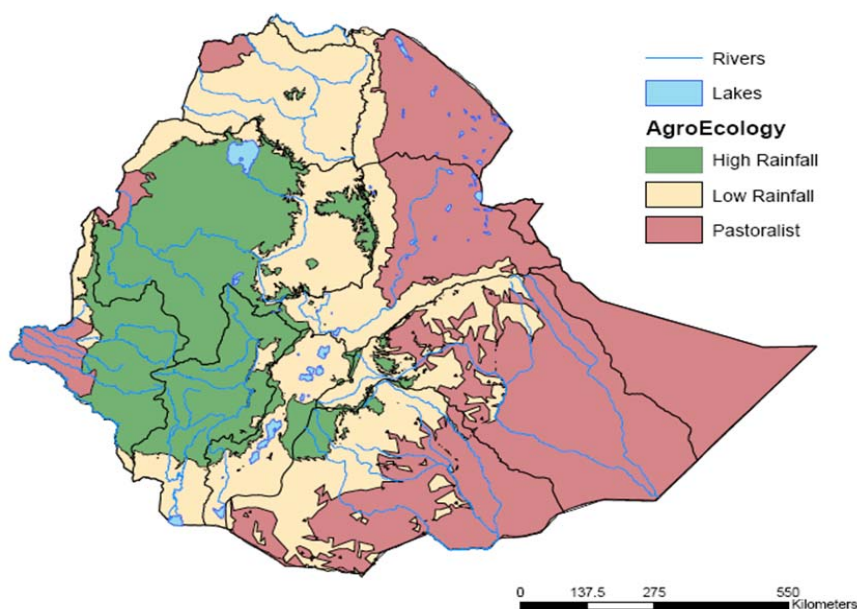 Rivers
Lakes
AgroEcology
High Rainfall
Low Rainfall
Pastoralist
0 137.5 275 550
Kilometers